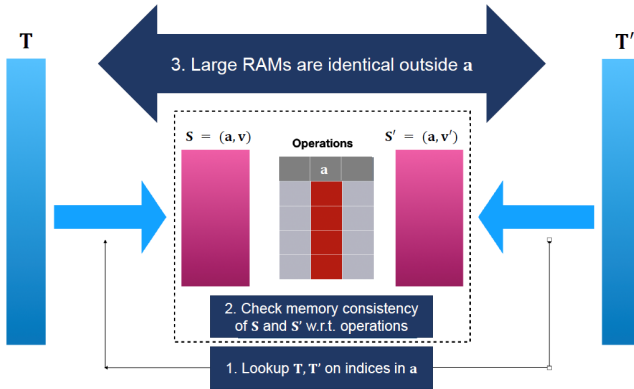 T
T′
3. Large RAMs are identical outside a
S = (a, v)
Operations
S′ = (a, v′)
a
2. Check memory consistency
of S and S′ w.r.t. operations
1. Lookup T, T′ on indices in a